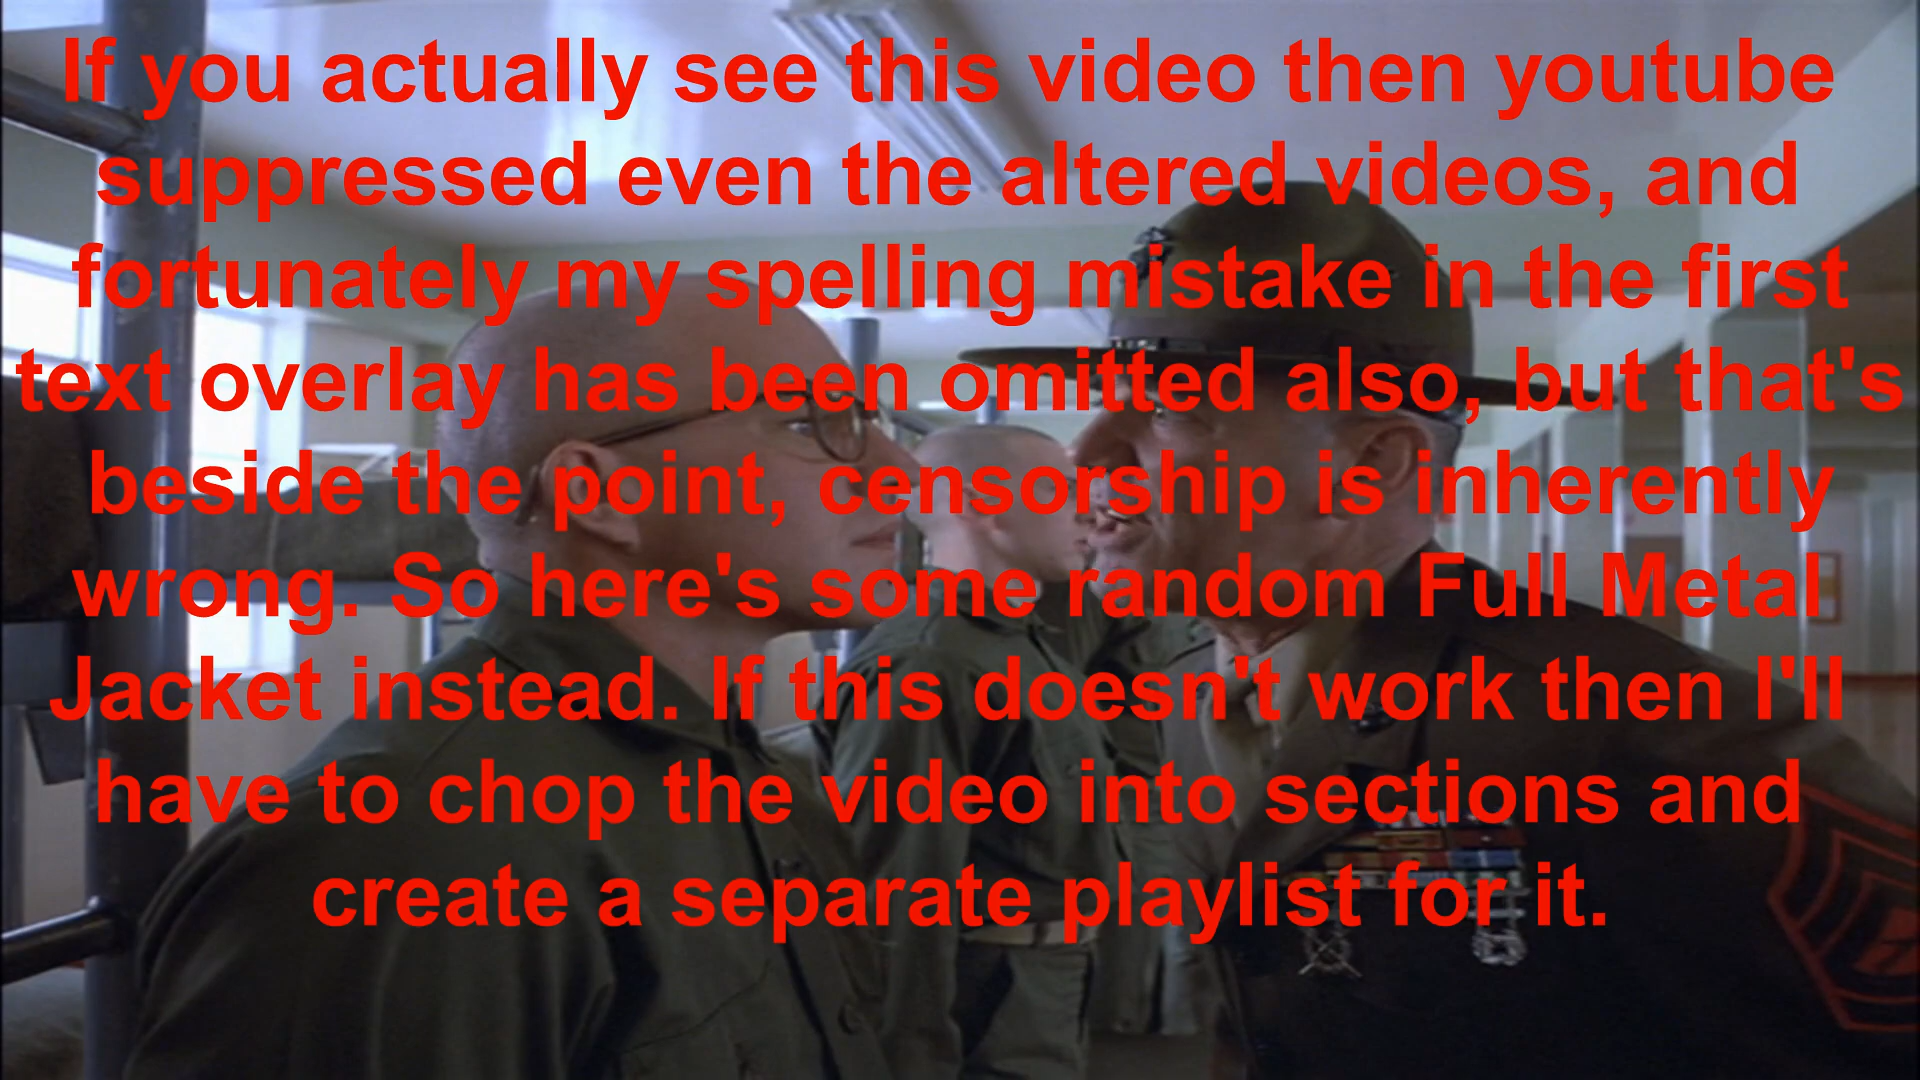 If you actually see this video then youtube
suppressed even the altered videos, and
fortunately my spelling mistake in the first
text overlay has been omitted also, but that's
beside the point, censorship is inherently
wrong. So here's some random Full Metal
Jacket instead. If this doesn't work then I'll
have to chop the video into sections and
create a separate playlist for it.